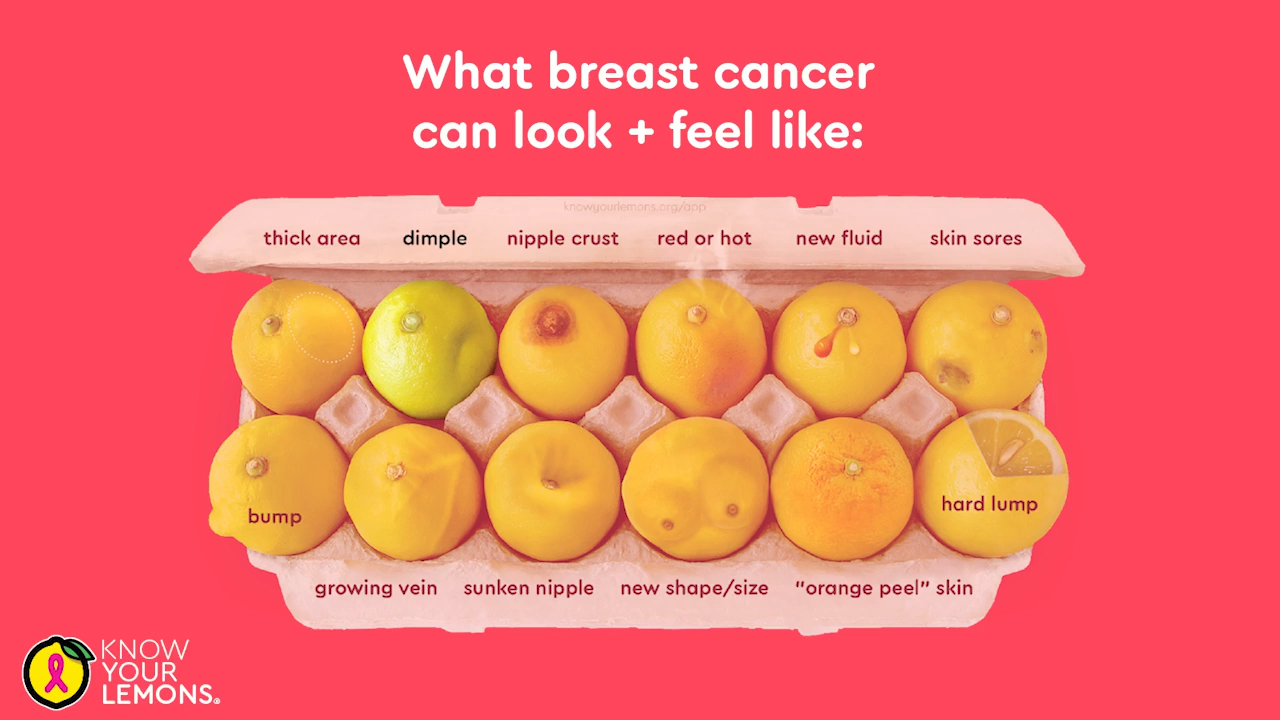 What breast cancer
can look + feel like:
knowyourlemons.org/app
thick area
dimple
nipple crust
red or hot
new fluid
skin sores
bump
hard lump
growing vein
sunken nipple
new shape/size
"orange peel" skin
KNOW
YOUR
LEMONS®